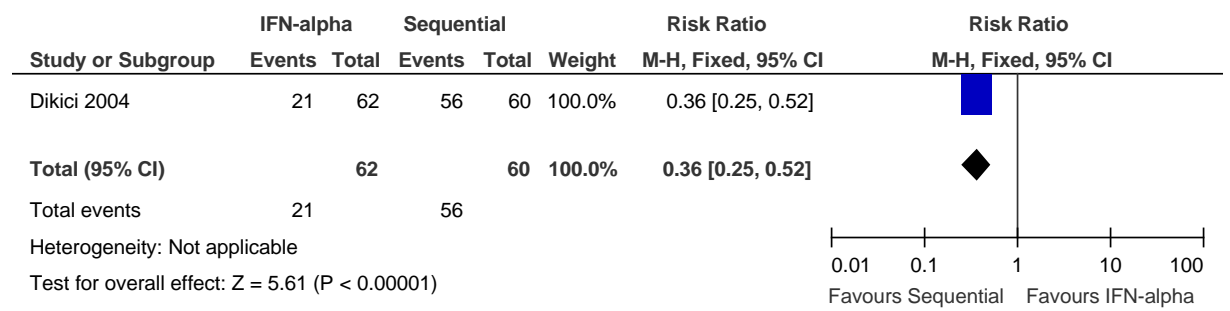 IFN-alpha Sequential Risk Ratio Risk Ratio
Study or Subgroup Events Total Events Total Weight M-H, Fixed, 95% CI M-H, Fixed, 95% CI
Dikici 2004 21 62 56 60 100.0% 0.36 [0.25, 0.52]
Total (95% CI) 62 60 100.0% 0.36 [0.25, 0.52]
Total events 21 56
Heterogeneity: Not applicable
Test for overall effect: Z = 5.61 (P < 0.00001)
0.01 0.1 1 10 100
Favours Sequential Favours IFN-alpha